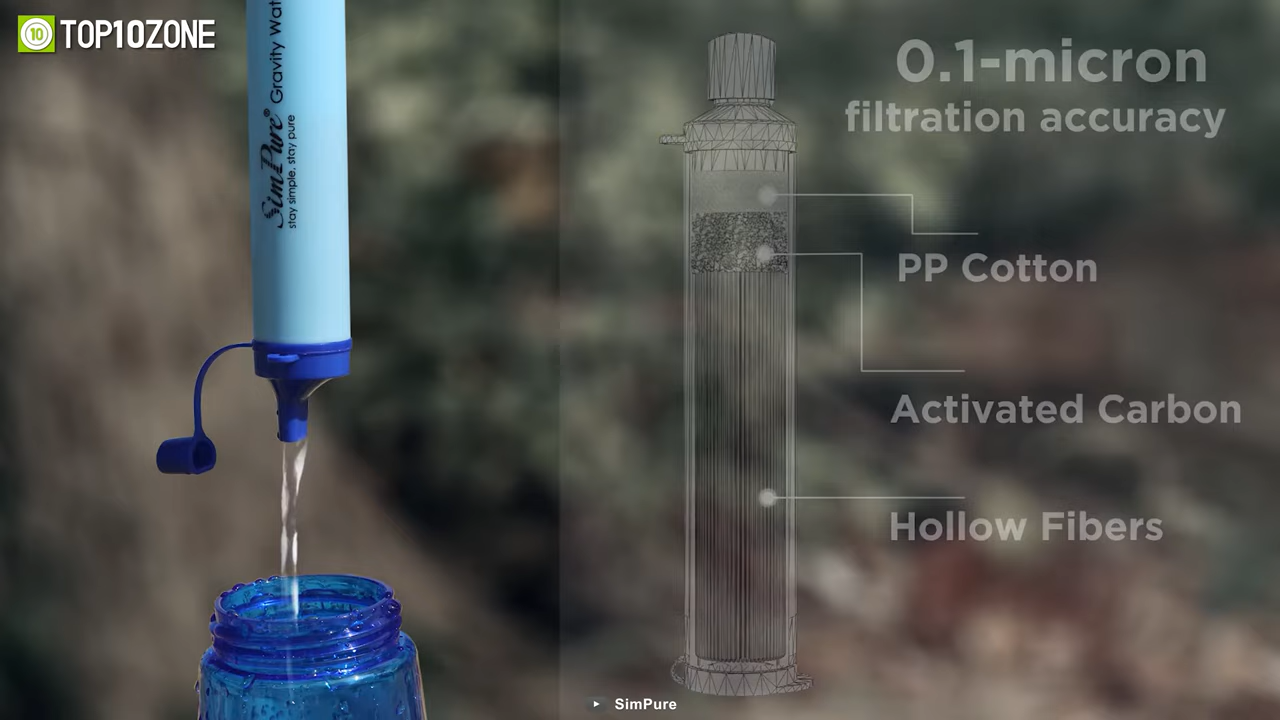 TOP10ZONE
SimPure® Gravity Wat
stay simple. stay pure
0.1-micron
filtration accuracy
PP Cotton
Activated Carbon
Hollow Fibers
SimPure